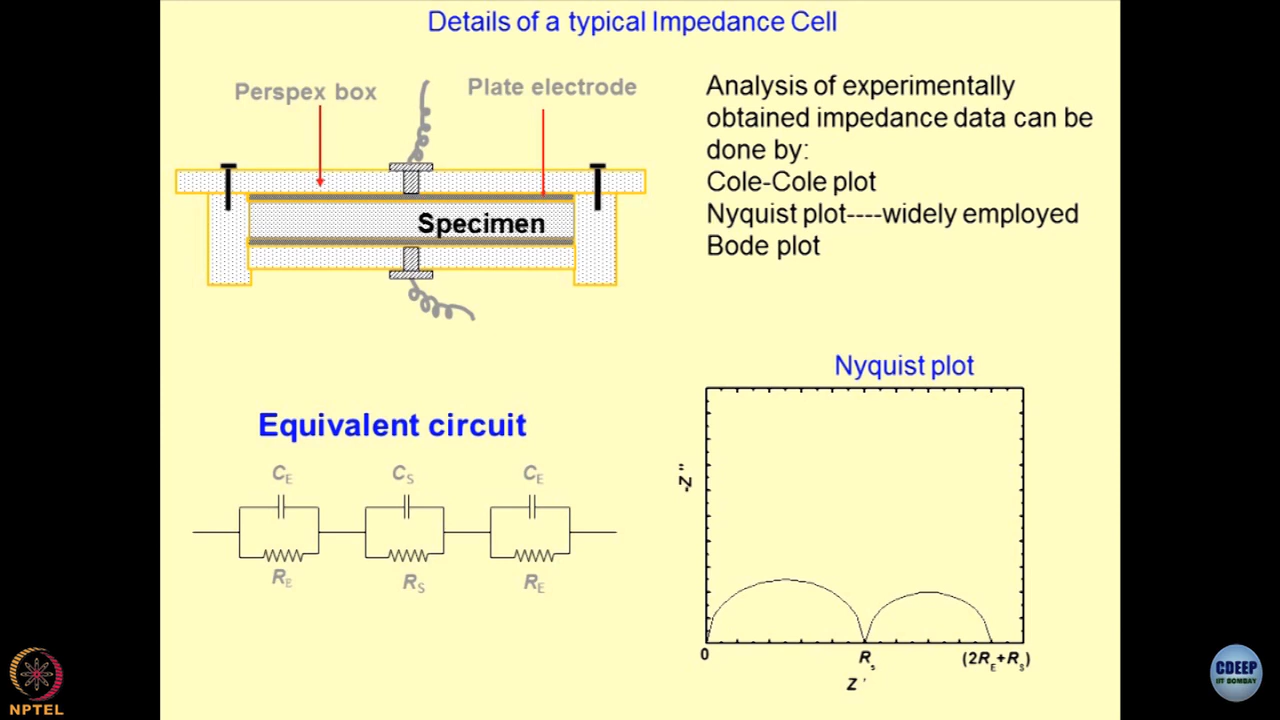 Details of a typical Impedance Cell
Perspex box
Plate electrode
Specimen
Analysis of experimentally
obtained impedance data can be
done by:
Cole-Cole plot
Nyquist plot----widely employed
Bode plot
Equivalent circuit
C_E C_S C_E
R_E R_S R_E
Nyquist plot
-Z"
0 R_s (2R_E+R_S)
Z'
NPTEL
CDEEP
IIT BOMBAY